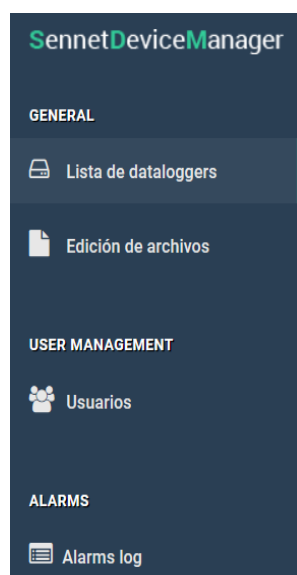 SennetDeviceManager
GENERAL
Lista de dataloggers
Edición de archivos
USER MANAGEMENT
Usuarios
ALARMS
Alarms log